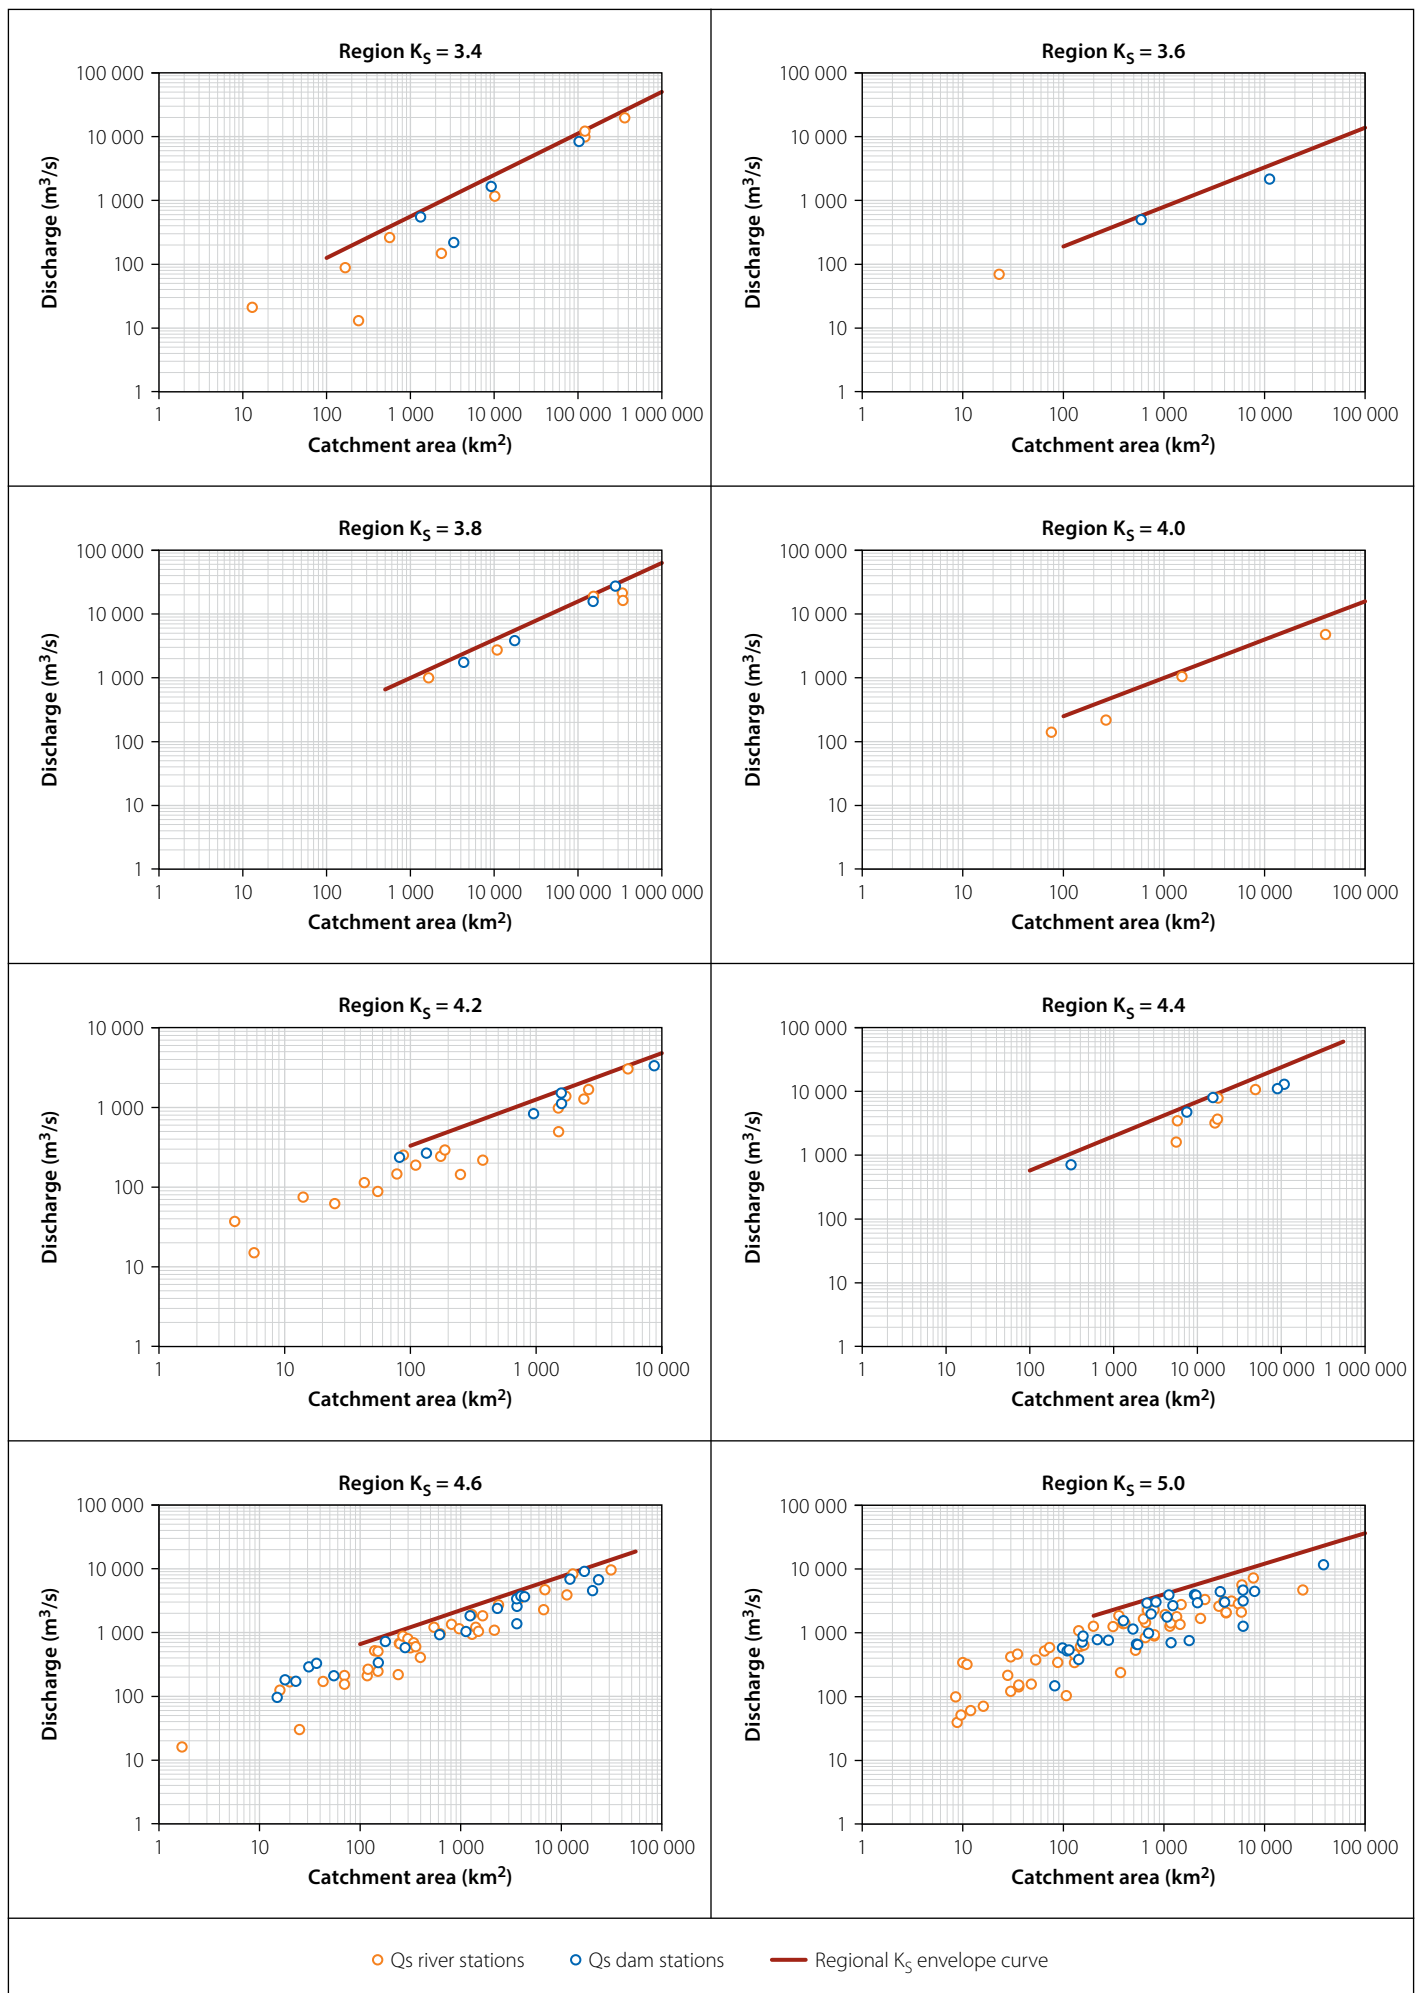 Region KS = 3.4
100 000
10 000
1 000
100
10
1
Discharge (m3/s)
1 10 100 1 000 10 000 100 000 1 000 000
Catchment area (km2)
Region KS = 3.6
100 000
10 000
1 000
100
10
1
Discharge (m3/s)
1 10 100 1 000 10 000 100 000
Catchment area (km2)
Region KS = 3.8
100 000
10 000
1 000
100
10
1
Discharge (m3/s)
1 10 100 1 000 10 000 100 000 1 000 000
Catchment area (km2)
Region KS = 4.0
100 000
10 000
1 000
100
10
1
Discharge (m3/s)
1 10 100 1 000 10 000 100 000
Catchment area (km2)
Region KS = 4.2
10 000
1 000
100
10
1
Discharge (m3/s)
1 10 100 1 000 10 000
Catchment area (km2)
Region KS = 4.4
100 000
10 000
1 000
100
10
1
Discharge (m3/s)
1 10 100 1 000 10 000 100 000 1 000 000
Catchment area (km2)
Region KS = 4.6
100 000
10 000
1 000
100
10
1
Discharge (m3/s)
1 10 100 1 000 10 000 100 000
Catchment area (km2)
Region KS = 5.0
100 000
10 000
1 000
100
10
1
Discharge (m3/s)
1 10 100 1 000 10 000 100 000
Catchment area (km2)
Qs river stations Qs dam stations Regional KS envelope curve